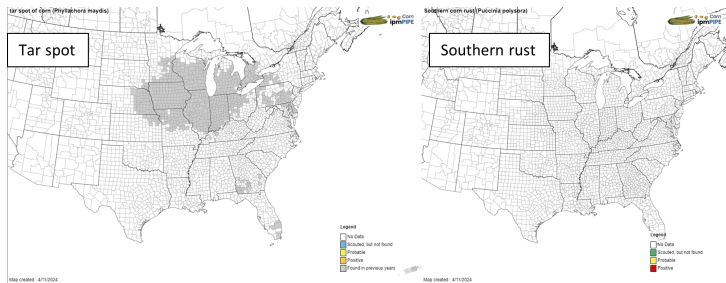 tar spot of corn (Phyllachora maydis)
Corn
ipmPIPE
Tar spot
Legend
No Data
Scouted, but not found
Probable
Positive
Found in previous years
Map created : 4/11/2024
Southern corn rust (Puccinia polysora)
Corn
ipmPIPE
Southern rust
Legend
No Data
Scouted, but not found
Probable
Positive
Map created : 4/11/2024